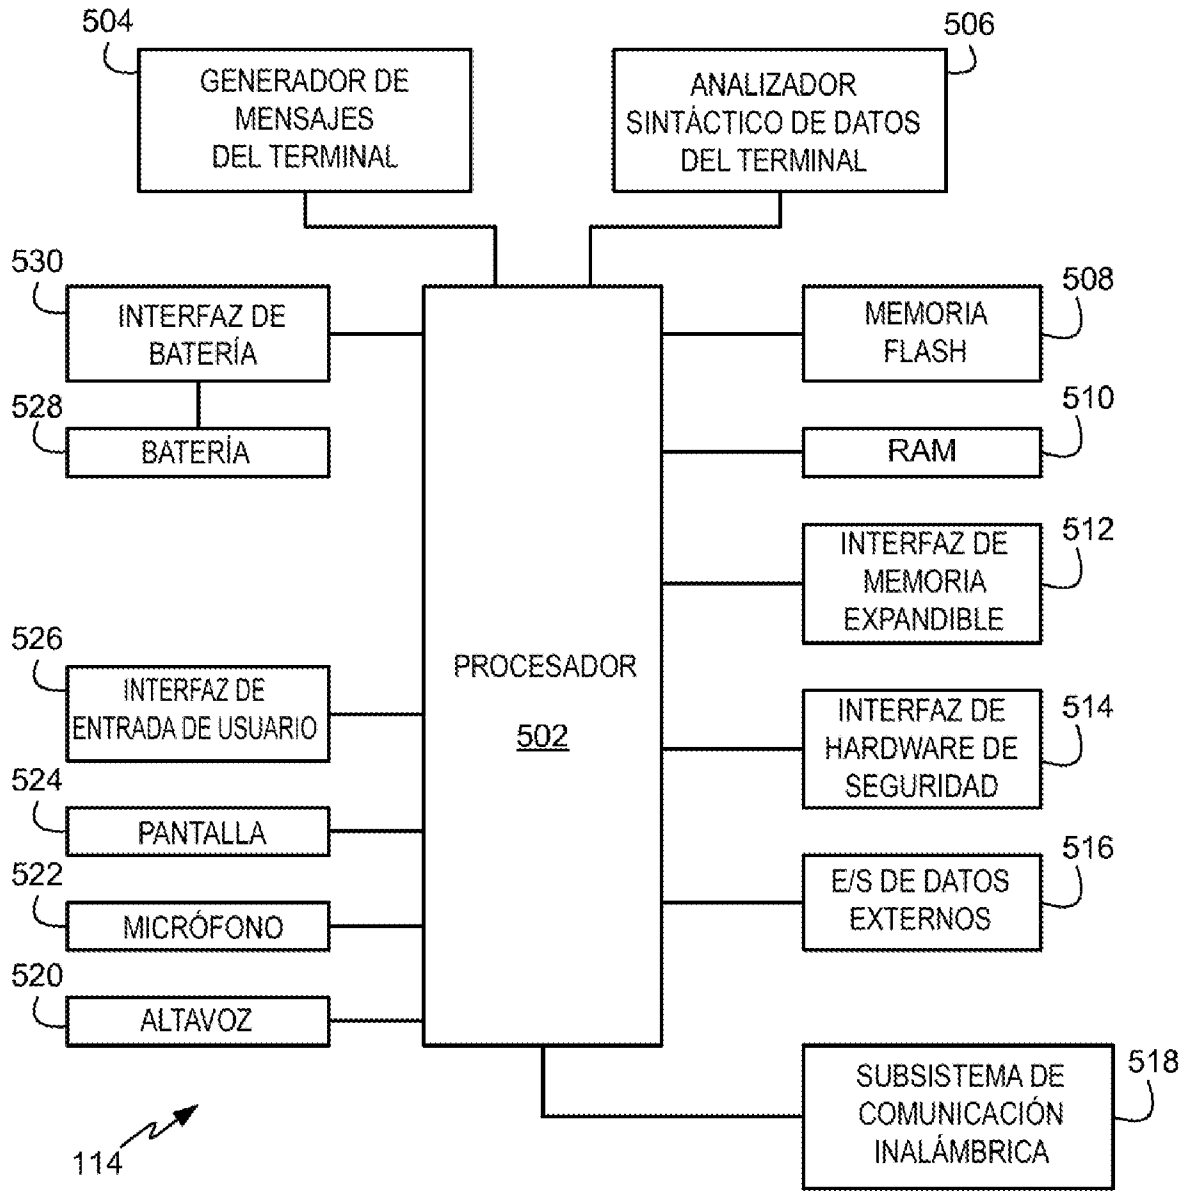 504
GENERADOR DE
MENSAJES
DEL TERMINAL
506
ANALIZADOR
SINTÁCTICO DE DATOS
DEL TERMINAL
530
INTERFAZ DE
BATERÍA
528
BATERÍA
526
INTERFAZ DE
ENTRADA DE USUARIO
524
PANTALLA
522
MICRÓFONO
520
ALTAVOZ
PROCESADOR
502
508
MEMORIA
FLASH
510
RAM
512
INTERFAZ DE
MEMORIA
EXPANDIBLE
514
INTERFAZ DE
HARDWARE DE
SEGURIDAD
516
E/S DE DATOS
EXTERNOS
518
SUBSISTEMA DE
COMUNICACIÓN
INALÁMBRICA
114